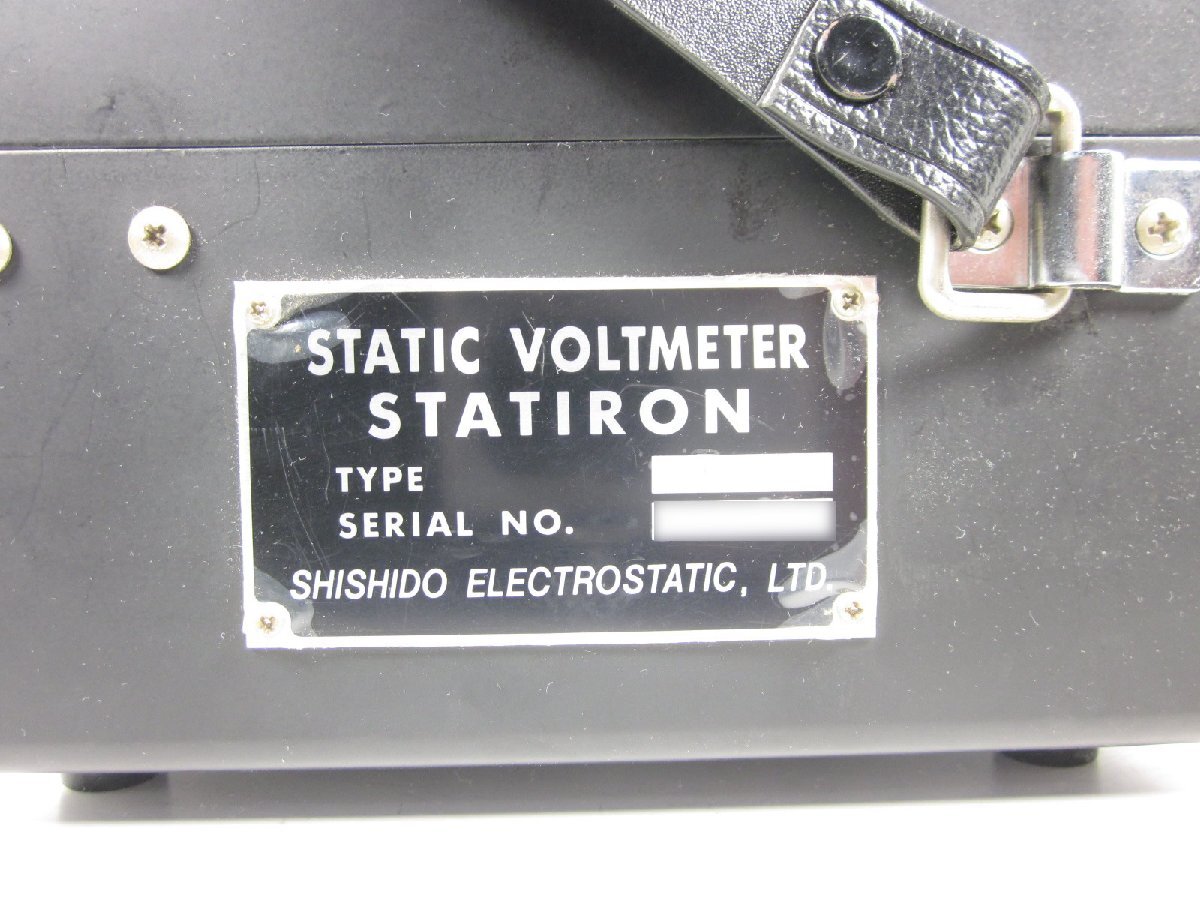 STATIC VOLTMETER
STATIRON
TYPE
SERIAL NO.
SHISHIDO ELECTROSTATIC, LTD.